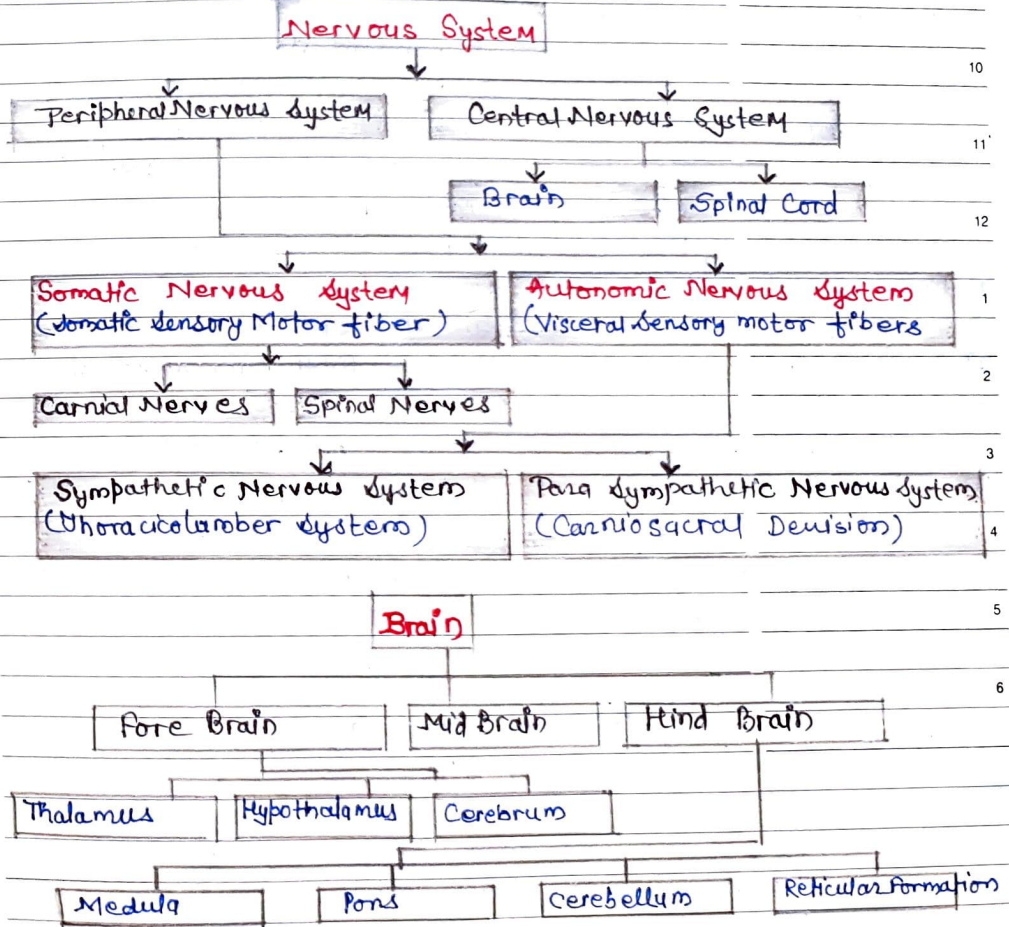 Nervous System
10
Peripheral Nervous System
Central Nervous System
11
Brain
Spinal Cord
12
Somatic Nervous System
(Somatic Sensory Motor fiber)
Autonomic Nervous System
(Visceral Sensory motor fibers
1
2
Carnial Nerves
Spinal Nerves
3
Sympathetic Nervous System
(Thoracicolamber System)
Para Sympathetic Nervous System
(Carniosacral Devision)
4
Brain
5
6
Fore Brain
Mid Brain
Hind Brain
Thalamus
Hypothalamus
Cerebrum
Medula
Pons
Cerebellum
Reticular Formation